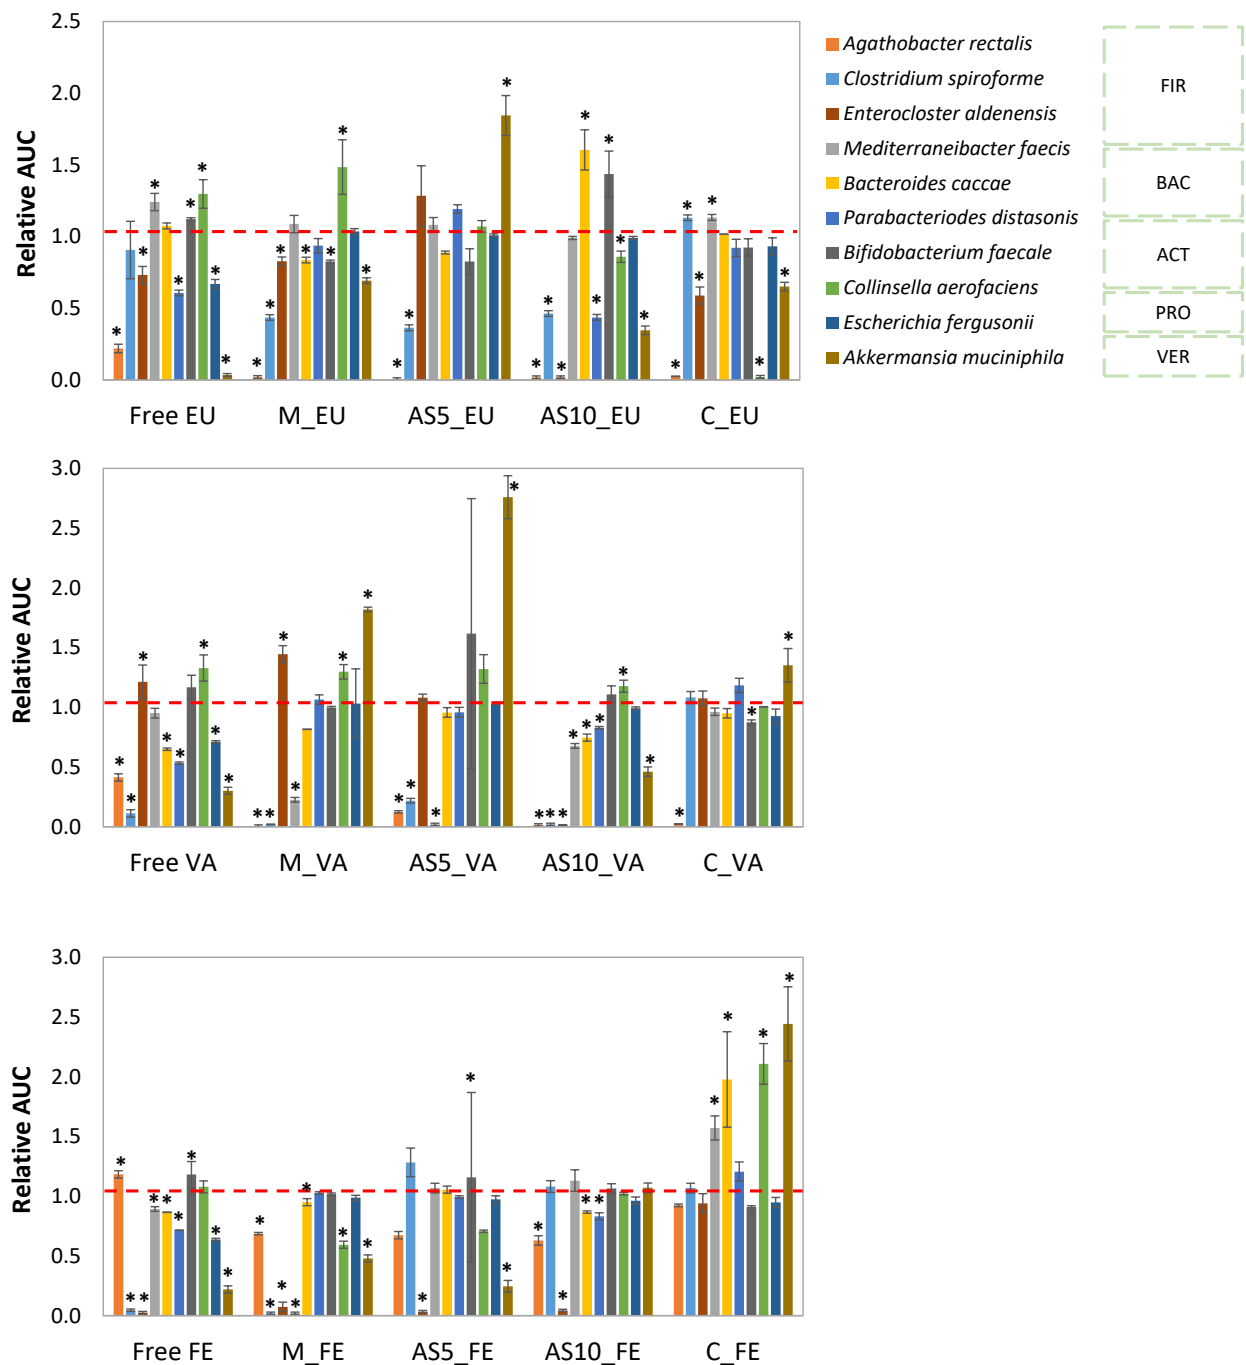 2.5
2.0
1.5
1.0
0.5
0.0
Relative AUC
* * * * * * * *
* * * * * * *
* * *
* * * * * * * *
* * * * * *
Free EU M_EU AS5_EU AS10_EU C_EU
Agathobacter rectalis
Clostridium spiroforme
Enterocloster aldenensis
Mediterraneibacter faecis
Bacteroides caccae
Parabacteriodes distasonis
Bifidobacterium faecale
Collinsella aerofaciens
Escherichia fergusonii
Akkermansia muciniphila
FIR
BAC
ACT
PRO
VER
3.0
2.5
2.0
1.5
1.0
0.5
0.0
Relative AUC
* * * * * * * *
* * * * * *
* * * *
* * * * * * * *
* * *
Free VA M_VA AS5_VA AS10_VA C_VA
3.0
2.5
2.0
1.5
1.0
0.5
0.0
Relative AUC
* * * * * * * * *
* * * * * * *
* *
* * * *
* * * *
Free FE M_FE AS5_FE AS10_FE C_FE